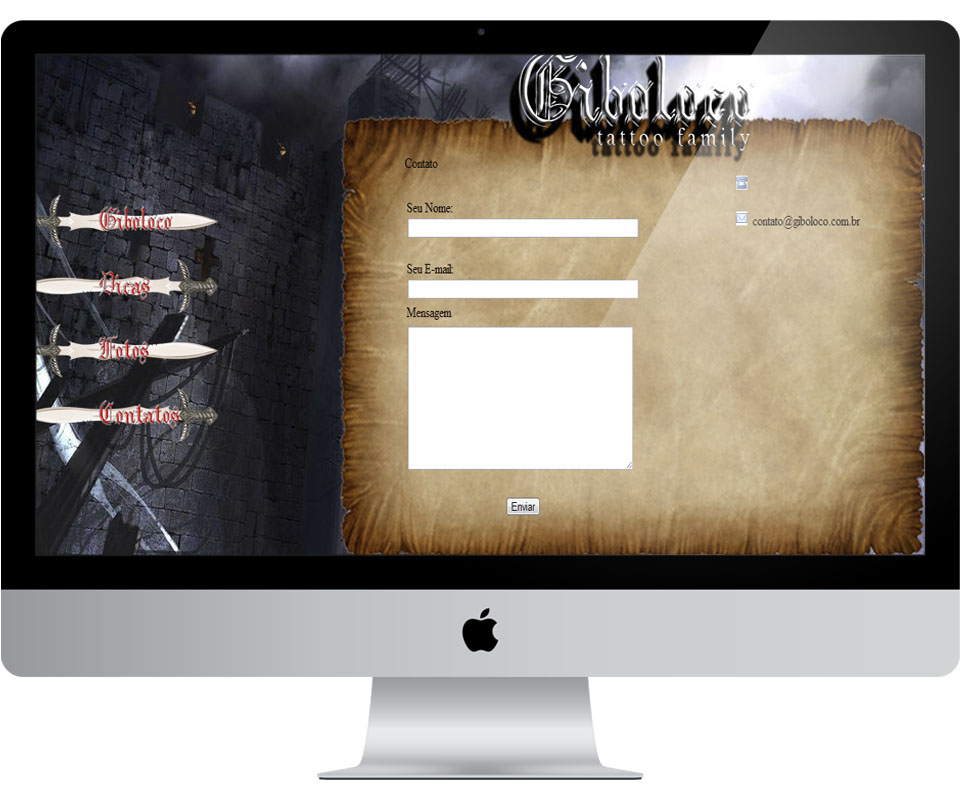 Giboloco
tattoo family
Giboloco
Dicas
Fotos
Contatos
Contato
Seu Nome:
Seu E-mail:
Mensagem
Enviar
contato@giboloco.com.br